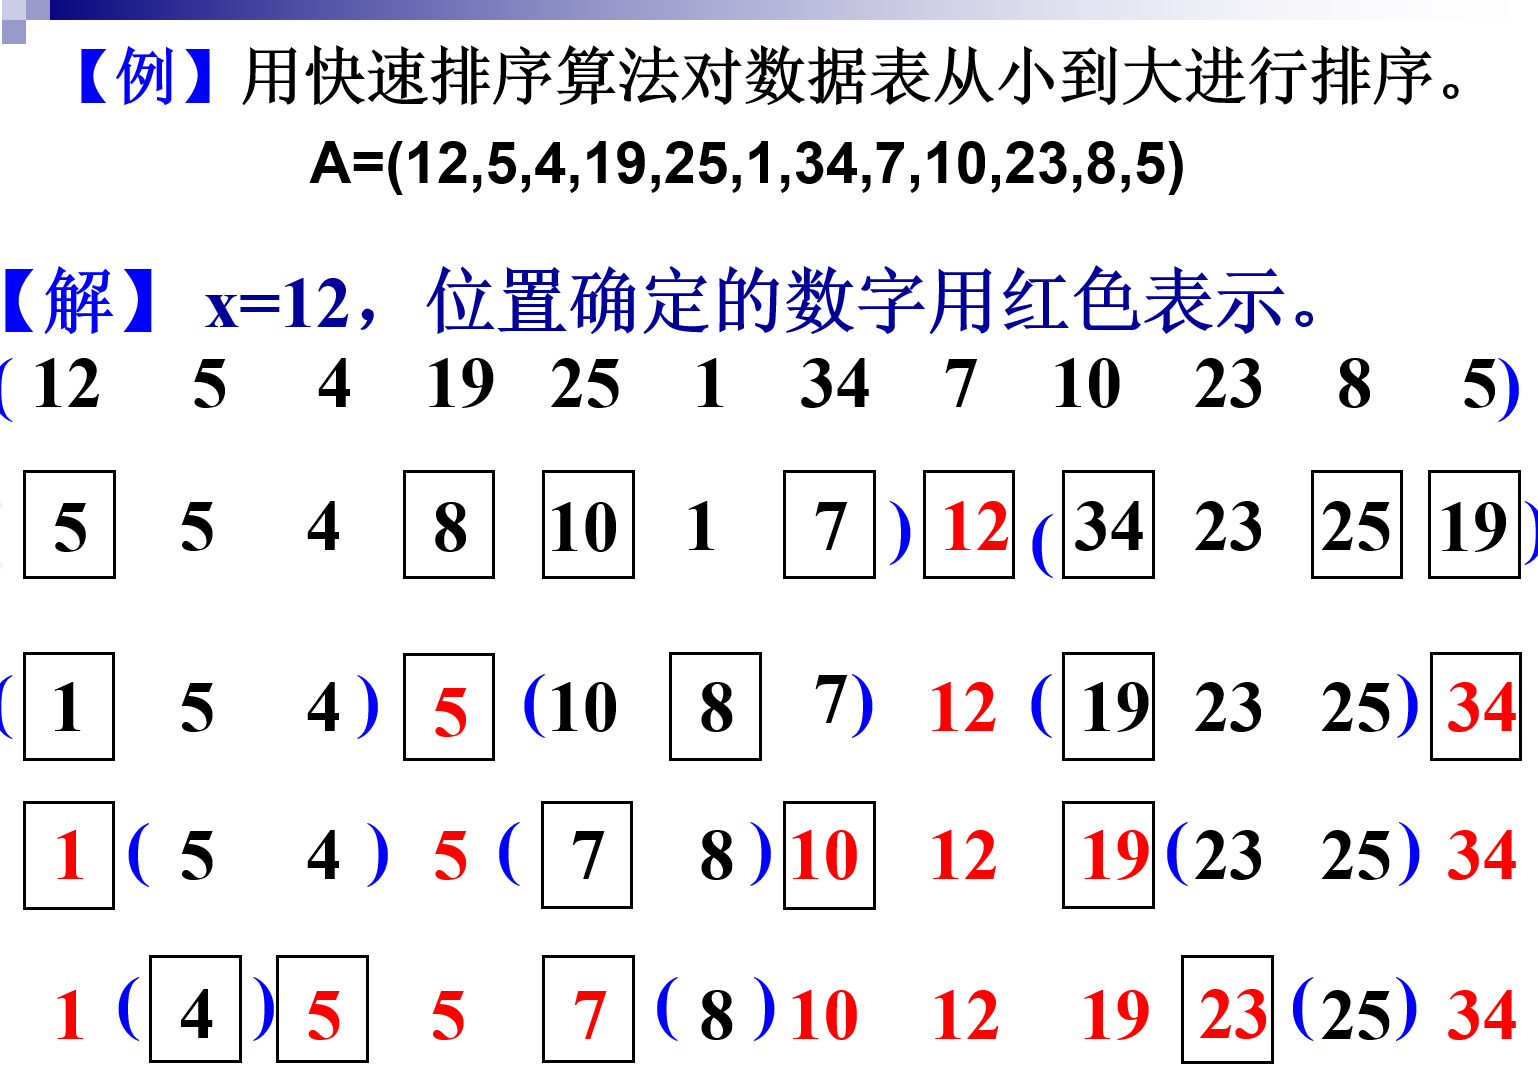 【例】用快速排序算法对数据表从小到大进行排序。
A=(12,5,4,19,25,1,34,7,10,23,8,5)
【解】 x=12，位置确定的数字用红色表示。
( 12 5 4 19 25 1 34 7 10 23 8 5)
5 5 4 8 10 1 7 ) 12 ( 34 23 25 19 )
( 1 5 4 ) 5 (10 8 7) 12 ( 19 23 25) 34
1 ( 5 4 ) 5 ( 7 8 ) 10 12 19 (23 25) 34
1 ( 4 ) 5 5 7 ( 8 ) 10 12 19 23 (25) 34